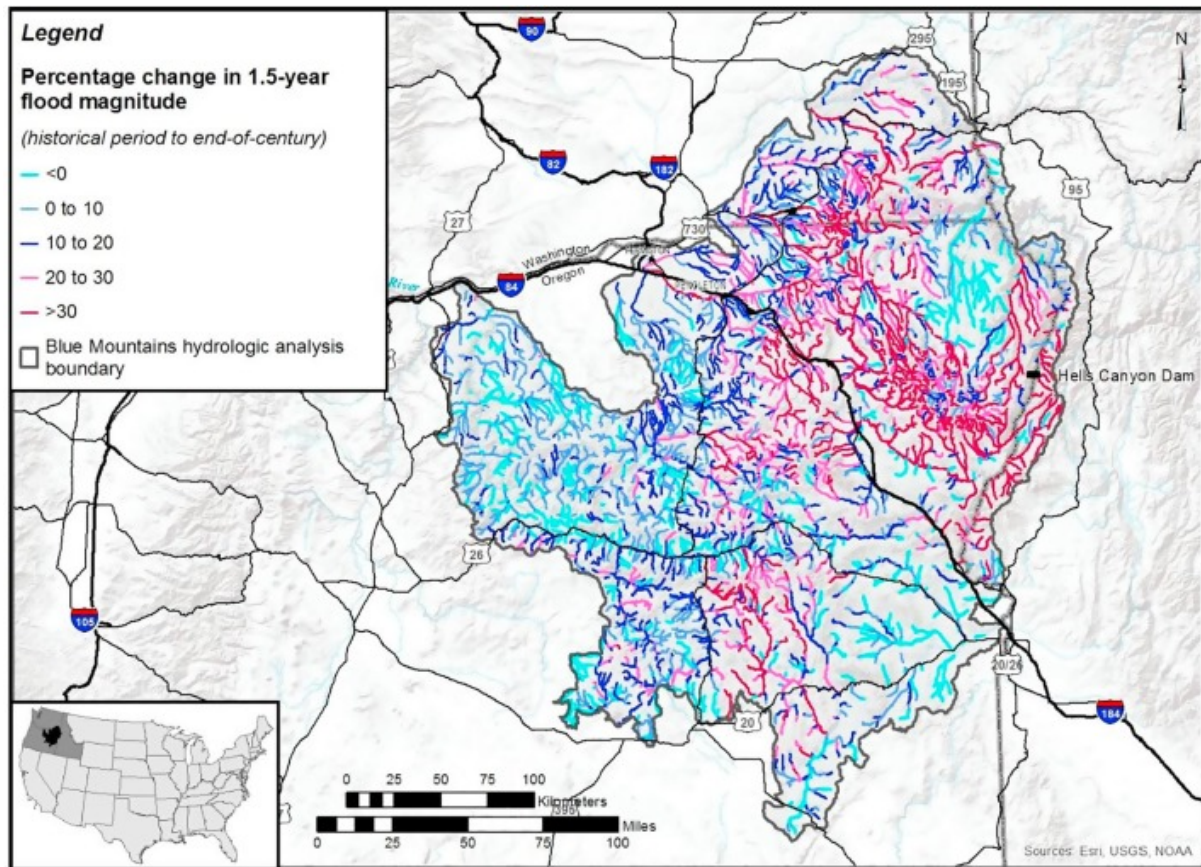 Legend
Percentage change in 1.5-year
flood magnitude
(historical period to end-of-century)
<0
0 to 10
10 to 20
20 to 30
>30
Blue Mountains hydrologic analysis
boundary
90
295
N
195
82
182
95
27
730
Washington
Oregon
River
84
PENDLETON
Hells Canyon Dam
26
105
20/26
20
184
0 25 50 75 100
Kilometers
395
Miles
0 25 50 75 100
Sources: Esri, USGS, NOAA